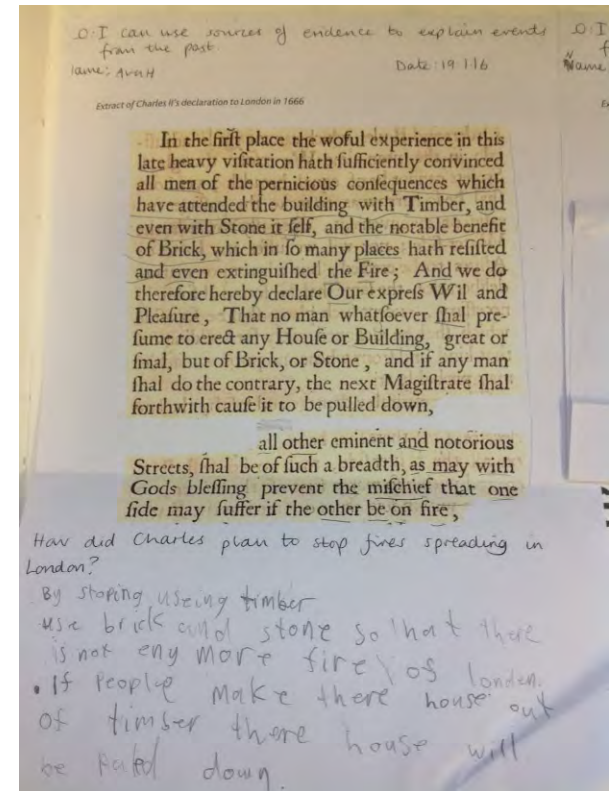 O: I can use sources of evidence to explain events
from the past.
Name: Ava H
Date: 19.1.16
Extract of Charles II's declaration to London in 1666
In the firſt place the woful experience in this
late heavy viſitation hath ſufficiently convinced
all men of the pernicious conſequences which
have attended the building with Timber, and
even with Stone it ſelf, and the notable benefit
of Brick, which in ſo many places hath reſiſted
and even extinguiſhed the Fire; And we do
therefore hereby declare Our expreſs Wil and
Pleaſure, That no man whatſoever ſhal pre-
ſume to erect any Houſe or Building, great or
ſmal, but of Brick, or Stone, and if any man
ſhal do the contrary, the next Magiſtrate ſhal
forthwith cauſe it to be pulled down,
all other eminent and notorious
Streets, ſhal be of ſuch a breadth, as may with
Gods bleſſing prevent the miſchief that one
ſide may ſuffer if the other be on fire,
How did Charles plan to stop fires spreading in
London?
By stoping useing timber
use brick and stone so that there
is not eny more fire of london.
. If People make there house out
of timber there house will
be down.
O: I
Name